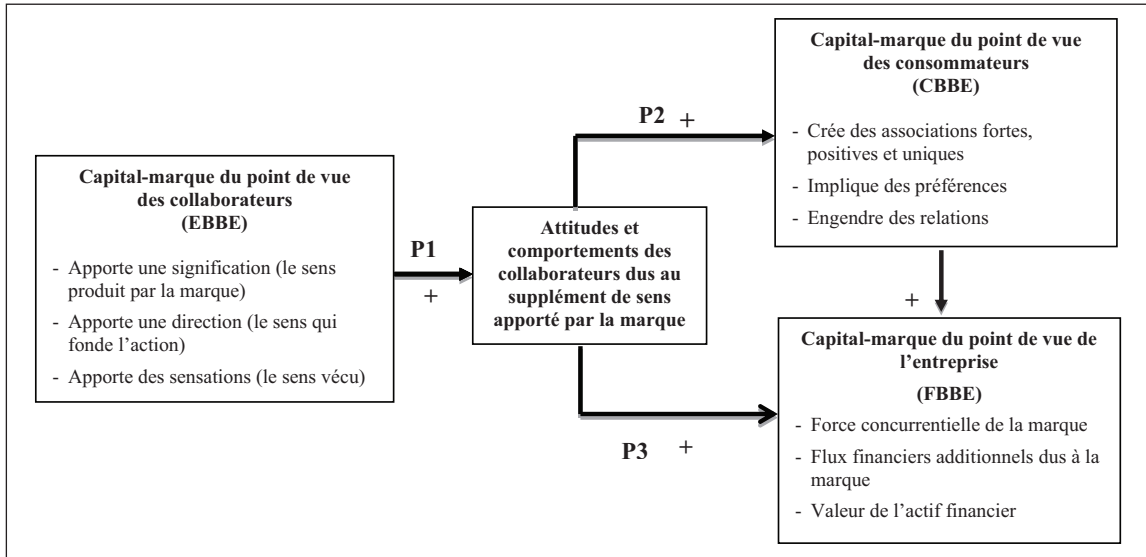 Capital-marque du point de vue
des collaborateurs
(EBBE)
- Apporte une signification (le sens
produit par la marque)
- Apporte une direction (le sens qui
fonde l’action)
- Apporte des sensations (le sens vécu)
P1
+
Attitudes et
comportements des
collaborateurs dus au
supplément de sens
apporté par la marque
P2 +
Capital-marque du point de vue
des consommateurs
(CBBE)
- Crée des associations fortes,
positives et uniques
- Implique des préférences
- Engendre des relations
+
P3 +
Capital-marque du point de vue de
l’entreprise
(FBBE)
- Force concurrentielle de la marque
- Flux financiers additionnels dus à la
marque
- Valeur de l’actif financier